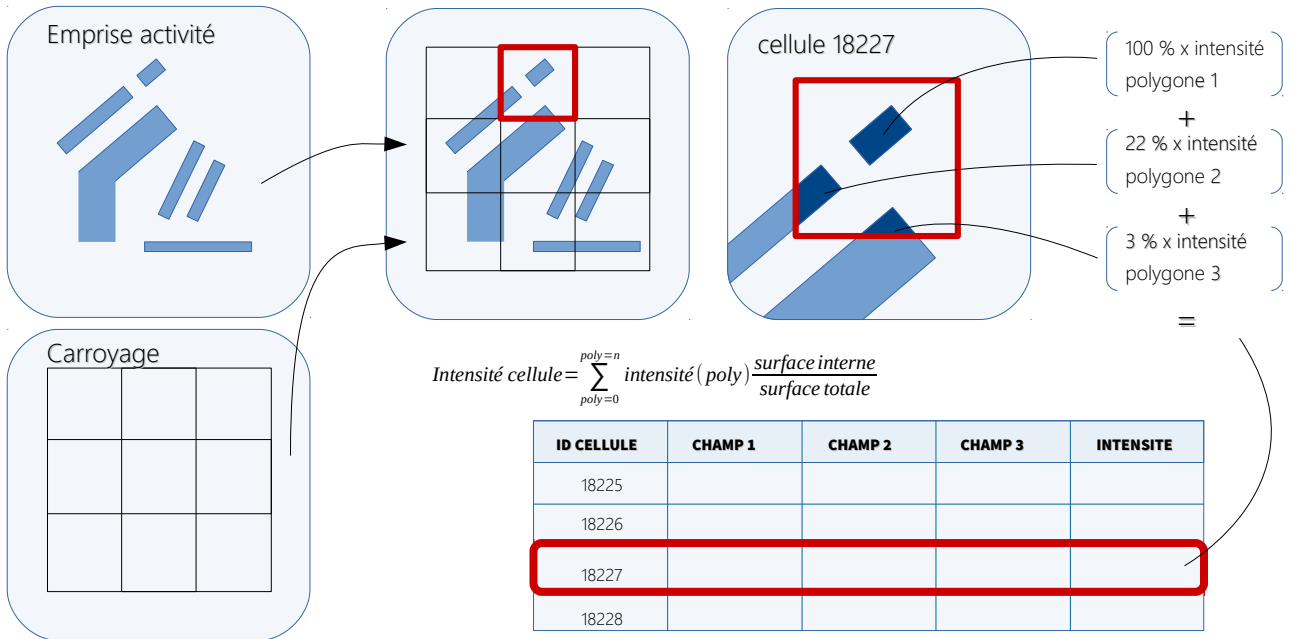 Emprise activité
cellule 18227
100 % x intensité
polygone 1
+
22 % x intensité
polygone 2
+
3 % x intensité
polygone 3
=
Carroyage
Intensité cellule = ∑ poly=0 poly=n intensité (poly) surface interne / surface totale
ID CELLULE CHAMP 1 CHAMP 2 CHAMP 3 INTENSITE
18225
18226
18227
18228